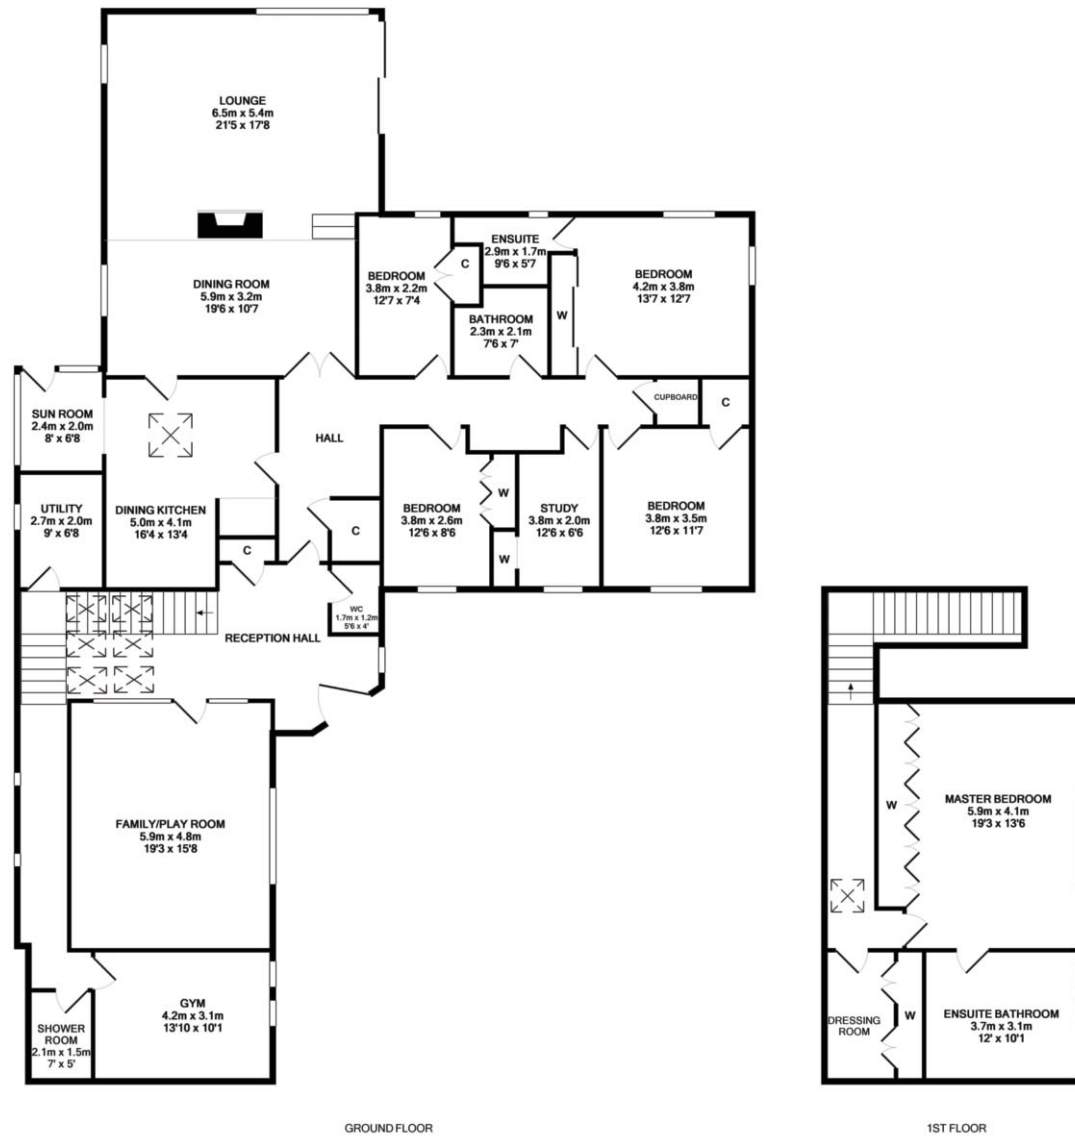 LOUNGE
6.5m x 5.4m
21'5 x 17'8
DINING ROOM
5.9m x 3.2m
19'6 x 10'7
BEDROOM
3.8m x 2.2m
12'7 x 7'4
C
ENSUITE
2.9m x 1.7m
9'6 x 5'7
BATHROOM
2.3m x 2.1m
7'6 x 7'
W
BEDROOM
4.2m x 3.8m
13'7 x 12'7
SUN ROOM
2.4m x 2.0m
8' x 6'8
HALL
CUPBOARD
C
UTILITY
2.7m x 2.0m
9' x 6'8
DINING KITCHEN
5.0m x 4.1m
16'4 x 13'4
C
C
BEDROOM
3.8m x 2.6m
12'6 x 8'6
W
W
STUDY
3.8m x 2.0m
12'6 x 6'6
BEDROOM
3.8m x 3.5m
12'6 x 11'7
WC
1.7m x 1.2m
5'6 x 4'
RECEPTION HALL
FAMILY/PLAY ROOM
5.9m x 4.8m
19'3 x 15'8
GYM
4.2m x 3.1m
13'10 x 10'1
SHOWER
ROOM
2.1m x 1.5m
7' x 5'
GROUND FLOOR
W
MASTER BEDROOM
5.9m x 4.1m
19'3 x 13'6
DRESSING
ROOM
W
ENSUITE BATHROOM
3.7m x 3.1m
12' x 10'1
1ST FLOOR